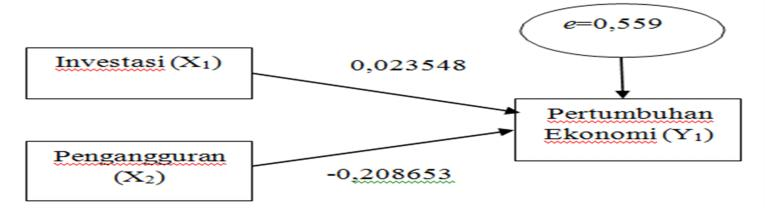 e=0,559
Investasi (X₁)
0,023548
Pertumbuhan
Ekonomi (Y₁)
Pengangguran
(X₂)
-0,208653